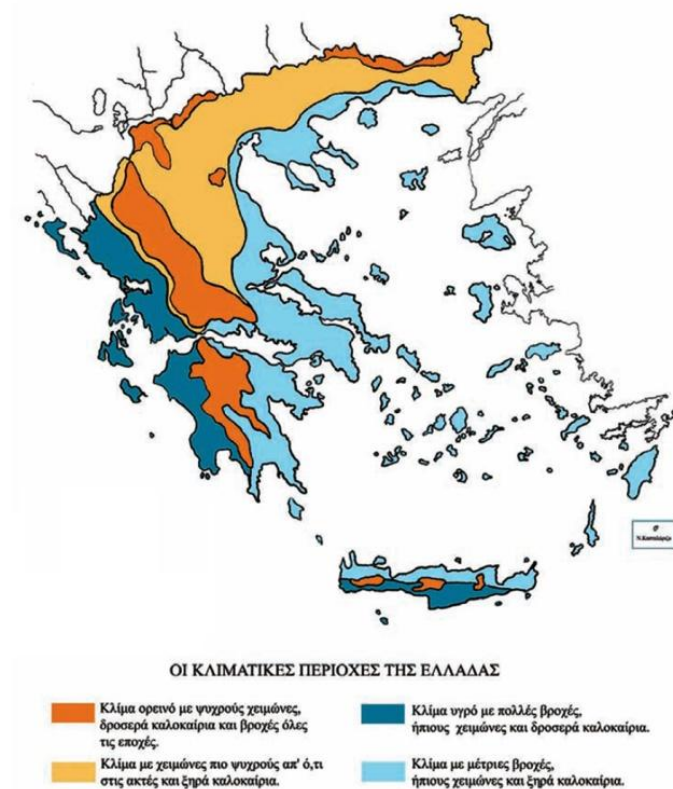 Ν.Καστελόριζο
ΟΙ ΚΛΙΜΑΤΙΚΕΣ ΠΕΡΙΟΧΕΣ ΤΗΣ ΕΛΛΑΔΑΣ
Κλίμα ορεινό με ψυχρούς χειμώνες,
δροσερά καλοκαίρια και βροχές όλες
τις εποχές.
Κλίμα με χειμώνες πιο ψυχρούς απ' ό,τι
στις ακτές και ξηρά καλοκαίρια.
Κλίμα υγρό με πολλές βροχές,
ήπιους χειμώνες και δροσερά καλοκαίρια.
Κλίμα με μέτριες βροχές,
ήπιους χειμώνες και ξηρά καλοκαίρια.